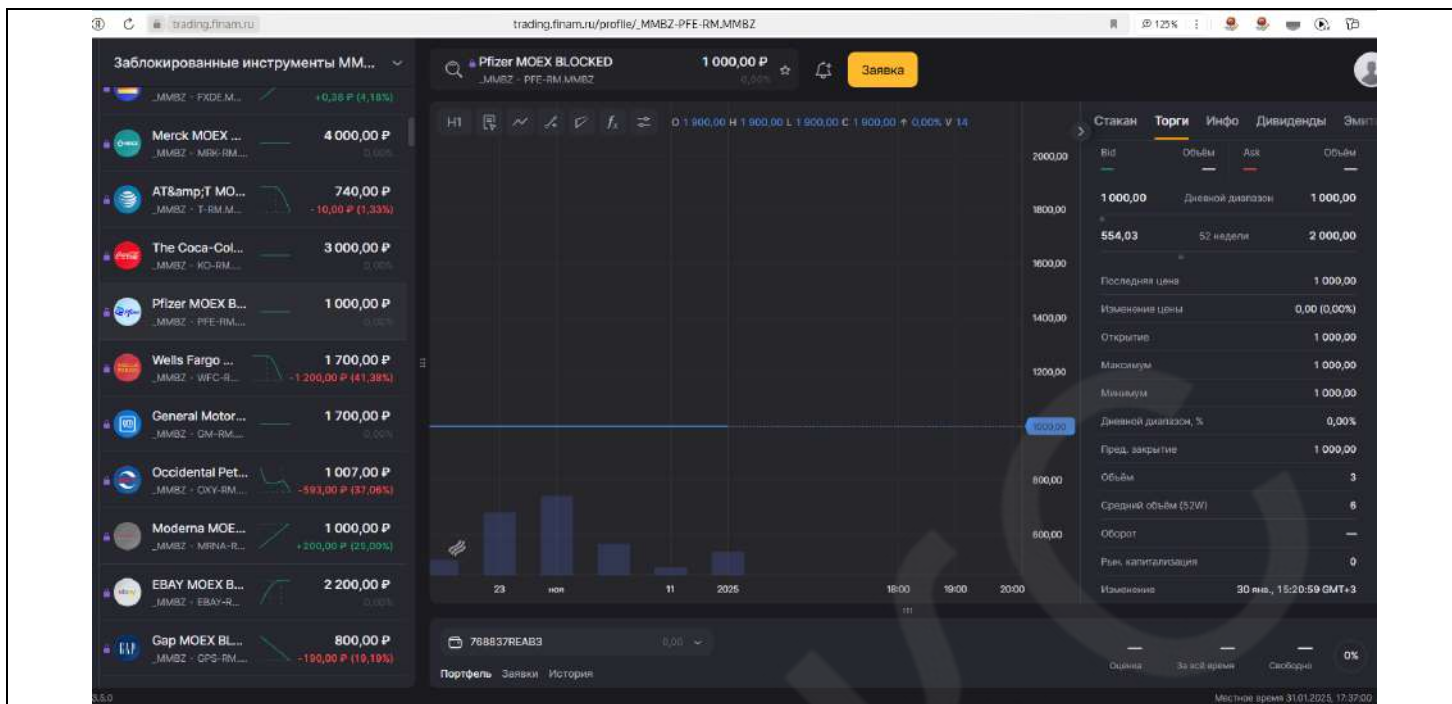 trading.finam.ru
trading.finam.ru/profile/_MMBZ-PFE-RM.MMBZ
125%
Заблокированные инструменты MM...
_MMBZ - FXDE.M...
+0,38 ₽ (4,18%)
Merck MOEX ...
4 000,00 ₽
_MMBZ - MRK-RM....
0,00%
AT&amp;T MO...
740,00 ₽
_MMBZ - T-RM.M...
-10,00 ₽ (1,33%)
The Coca-Col...
3 000,00 ₽
_MMBZ - KO-RM....
0,00%
Pfizer MOEX B...
1 000,00 ₽
_MMBZ - PFE-RM....
0,00%
Wells Fargo ...
1 700,00 ₽
_MMBZ - WFC-R...
-1 200,00 ₽ (41,38%)
General Motor...
1 700,00 ₽
_MMBZ - GM-RM....
0,00%
Occidental Pet...
1 007,00 ₽
_MMBZ - OXY-RM....
-593,00 ₽ (37,06%)
Moderna MOE...
1 000,00 ₽
_MMBZ - MRNA-R...
+200,00 ₽ (25,00%)
EBAY MOEX B...
2 200,00 ₽
_MMBZ - EBAY-R...
0,00%
Gap MOEX BL...
800,00 ₽
_MMBZ - GPS-RM....
-190,00 ₽ (19,19%)
3.5.0
Pfizer MOEX BLOCKED
1 000,00 ₽
_MMBZ - PFE-RM.MMBZ
0,00%
Заявка
H1
O 1 900,00 H 1 900,00 L 1 900,00 C 1 900,00 0,00% V 14
2000,00
1800,00
1600,00
1400,00
1200,00
1000,00
800,00
600,00
23 ноя 11 2025 18:00 19:00 20:00
768837REAB3
0,00
Портфель Заявки История
Стакан Торги Инфо Дивиденды Эмит
Bid Объём Ask Объём
— — — —
1 000,00 Дневной диапазон 1 000,00
554,03 52 недели 2 000,00
Последняя цена 1 000,00
Изменение цены 0,00 (0,00%)
Открытие 1 000,00
Максимум 1 000,00
Минимум 1 000,00
Дневной диапазон, % 0,00%
Пред. закрытие 1 000,00
Объём 3
Средний объём (52W) 6
Оборот —
Рын. капитализация 0
Изменение 30 янв., 15:20:59 GMT+3
— — —
Оценка За всё время Свободно 0%
Местное время 31.01.2025, 17:37:00